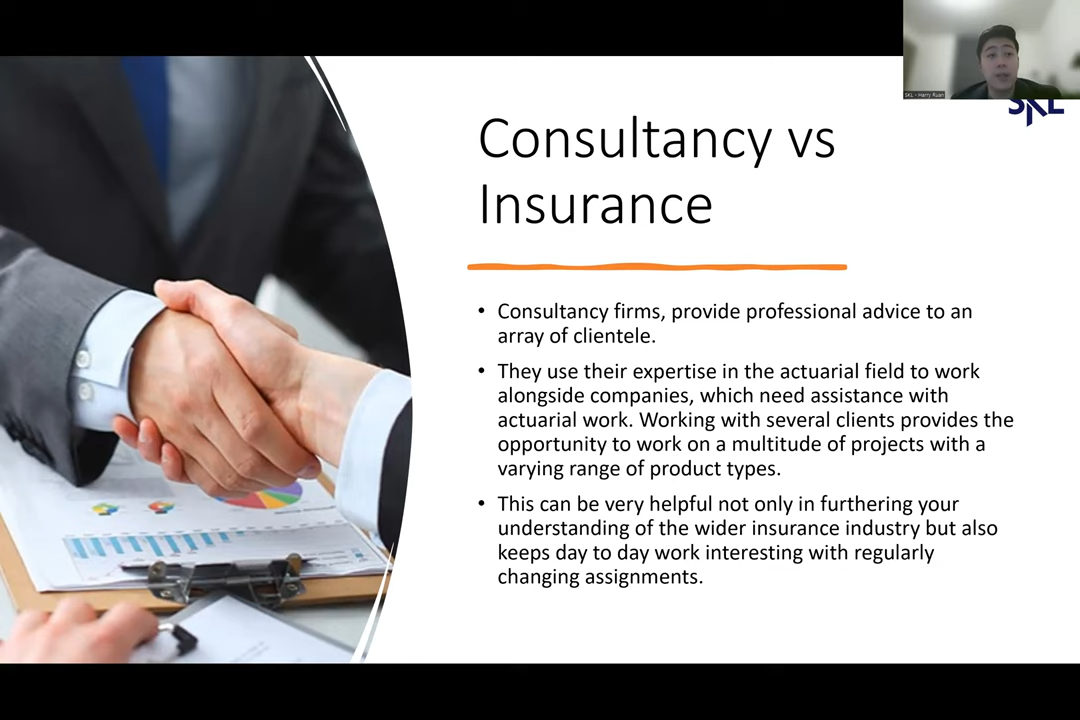 SKL - Harry Ruan
SKL
Consultancy vs
Insurance
• Consultancy firms, provide professional advice to an
array of clientele.
• They use their expertise in the actuarial field to work
alongside companies, which need assistance with
actuarial work. Working with several clients provides the
opportunity to work on a multitude of projects with a
varying range of product types.
• This can be very helpful not only in furthering your
understanding of the wider insurance industry but also
keeps day to day work interesting with regularly
changing assignments.